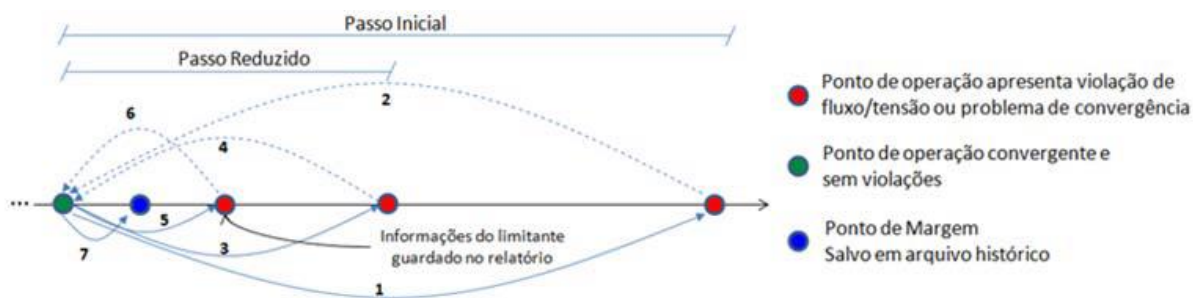 Passo Inicial
Passo Reduzido
2
6
4
...
5
3
7
1
Informações do limitante
guardado no relatório
Ponto de operação apresenta violação de
fluxo/tensão ou problema de convergência
Ponto de operação convergente e
sem violações
Ponto de Margem
Salvo em arquivo histórico